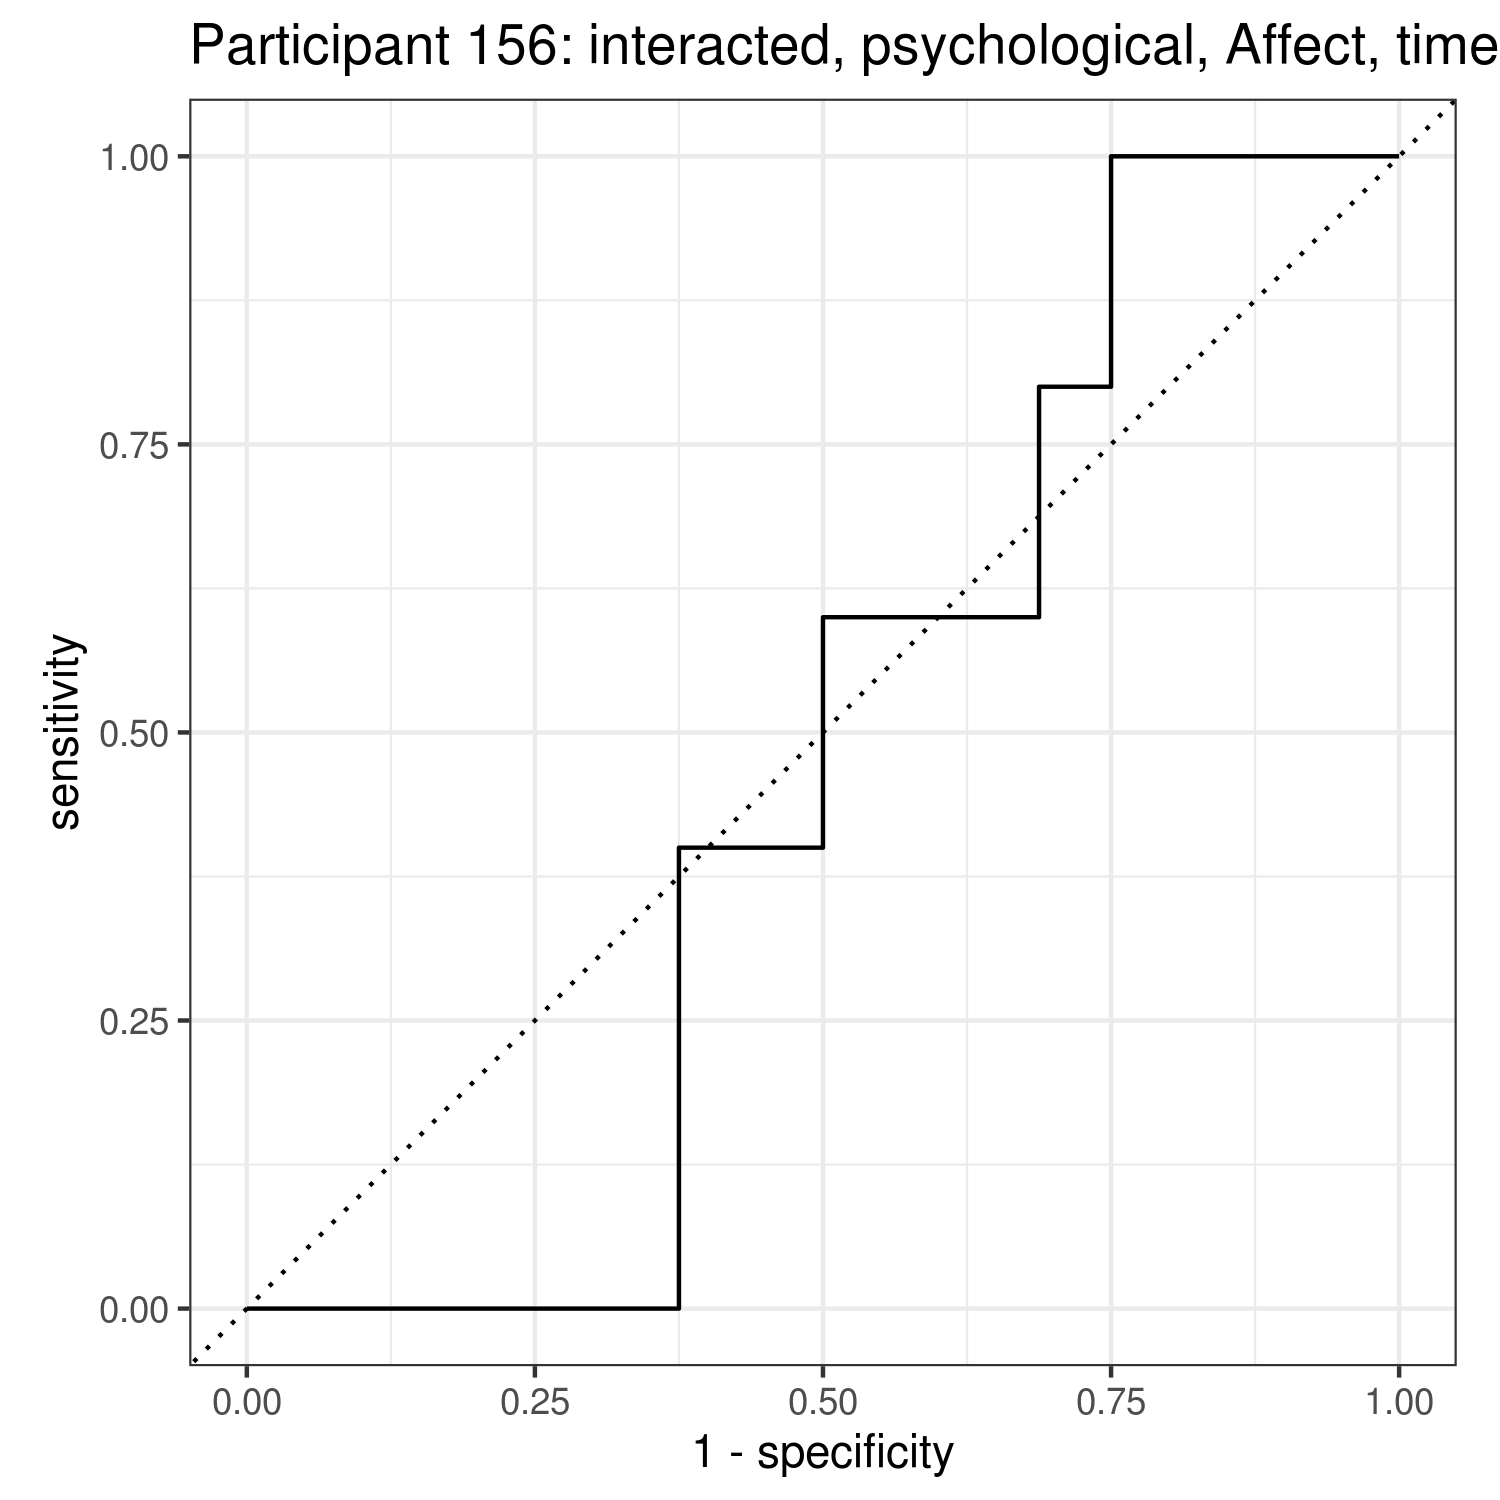 Participant 156: interacted, psychological, Affect, time
1.00
0.75
0.50
0.25
0.00
sensitivity
0.00 0.25 0.50 0.75 1.00
1 - specificity